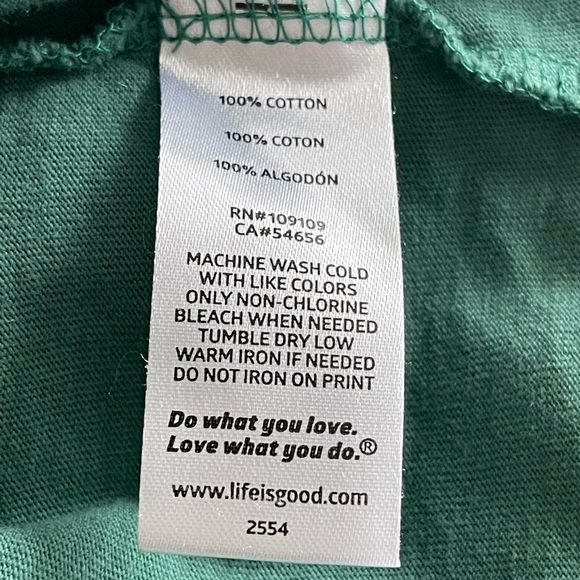 100% COTTON
100% COTON
100% ALGODÓN
RN#109109
CA#54656
MACHINE WASH COLD
WITH LIKE COLORS
ONLY NON-CHLORINE
BLEACH WHEN NEEDED
TUMBLE DRY LOW
WARM IRON IF NEEDED
DO NOT IRON ON PRINT
Do what you love.
Love what you do.®
www.lifeisgood.com
2554